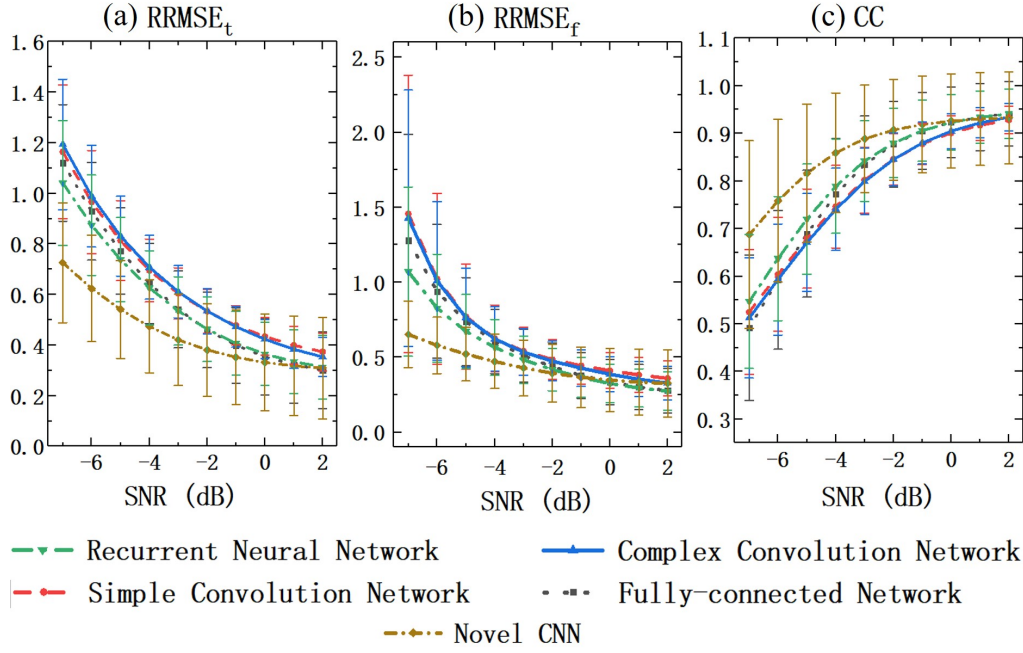 (a) RRMSEt
(b) RRMSEf
(c) CC
1.6
1.4
1.2
1.0
0.8
0.6
0.4
0.2
0.0
-6 -4 -2 0 2
SNR (dB)
2.5
2.0
1.5
1.0
0.5
0.0
-6 -4 -2 0 2
SNR (dB)
1.1
1.0
0.9
0.8
0.7
0.6
0.5
0.4
0.3
-6 -4 -2 0 2
SNR (dB)
Recurrent Neural Network
Complex Convolution Network
Simple Convolution Network
Fully-connected Network
Novel CNN